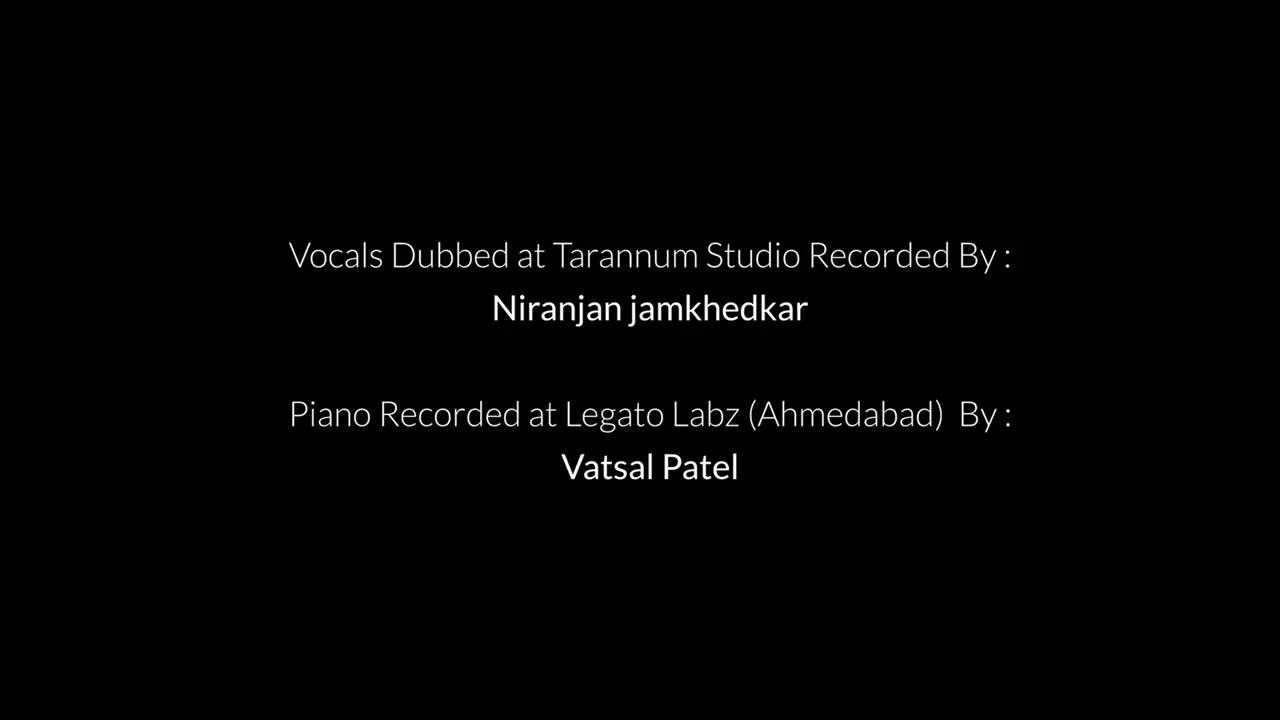 Vocals Dubbed at Tarannum Studio Recorded By :
Niranjan jamkhedkar
Piano Recorded at Legato Labz (Ahmedabad)  By :
Vatsal Patel